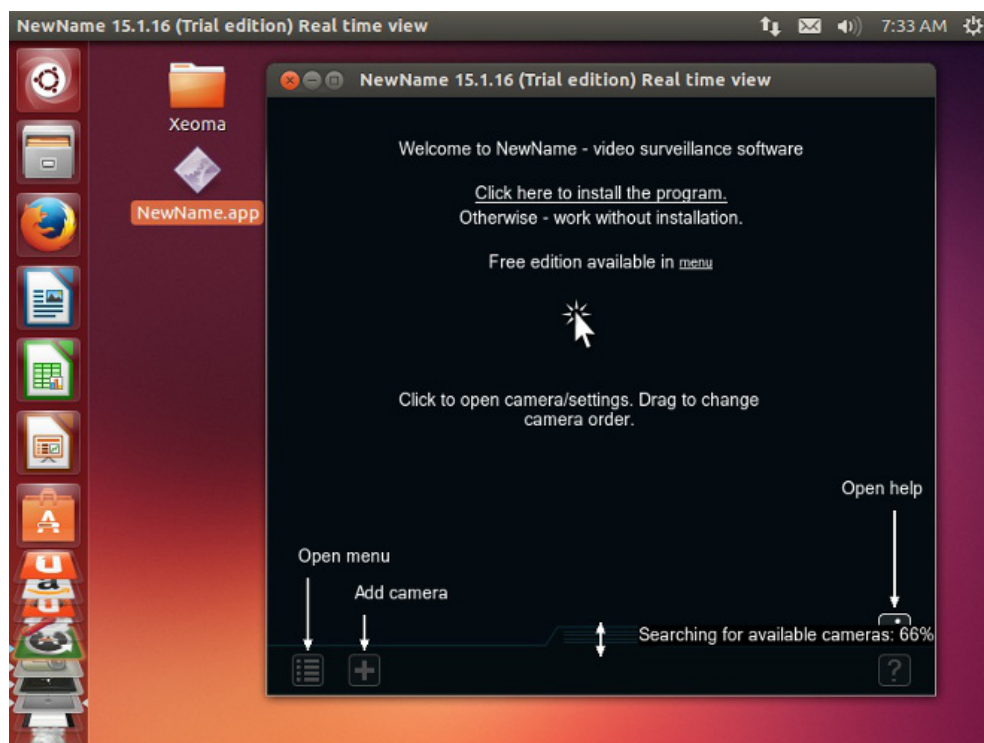 NewName 15.1.16 (Trial edition) Real time view
7:33 AM
Xeoma
NewName.app
NewName 15.1.16 (Trial edition) Real time view
Welcome to NewName - video surveillance software
Click here to install the program.
Otherwise - work without installation.
Free edition available in menu
Click to open camera/settings. Drag to change
camera order.
Open help
Open menu
Add camera
Searching for available cameras: 66%
?